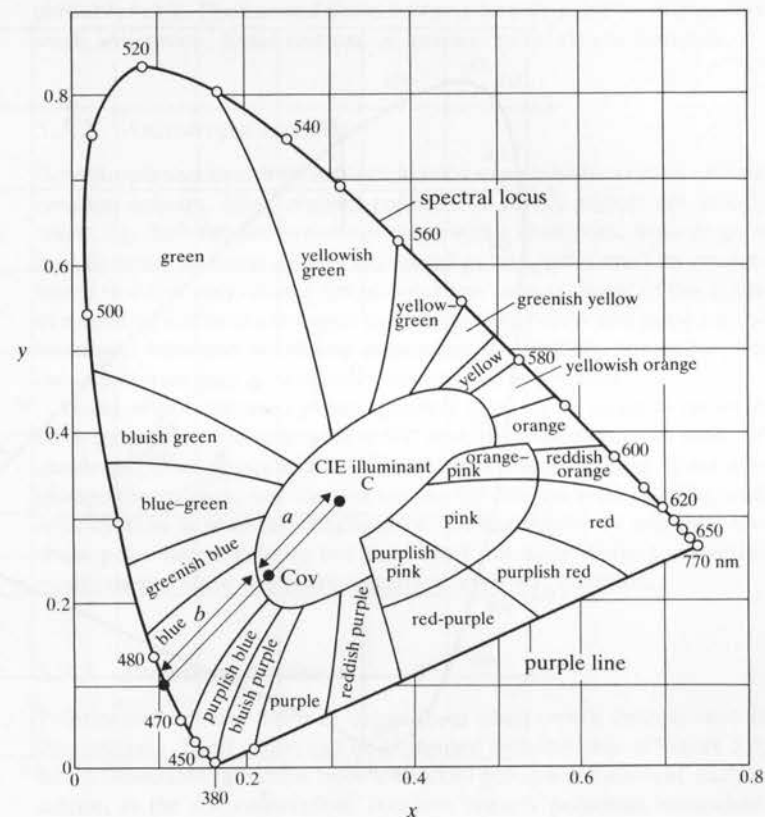 520
0.8
540
spectral locus
560
green
yellowish
green
0.6
yellow–
green
greenish yellow
500
580
yellow
yellowish orange
y
orange
bluish green
0.4
600
CIE illuminant
C
orange–
pink
reddish
orange
620
blue–green
a
pink
red
650
770 nm
greenish blue
Cov
purplish
pink
purplish red
0.2
blue
b
red-purple
480
purplish blue
bluish purple
reddish purple
purple line
470
purple
450
0
380
0.2
0.4
0.6
0.8
x